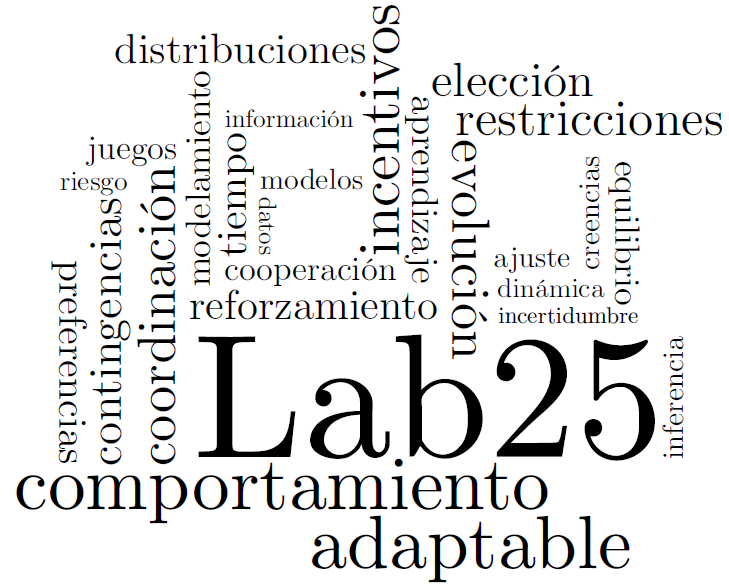 distribuciones
incentivos
elección
restricciones
modelamiento
información
aprendizaje
juegos
tiempo
evolución
riesgo
modelos
creencias
equilibrio
coordinación
contingencias
datos
cooperación
ajuste
dinámica
preferencias
reforzamiento
incertidumbre
Lab25
inferencia
comportamiento
adaptable